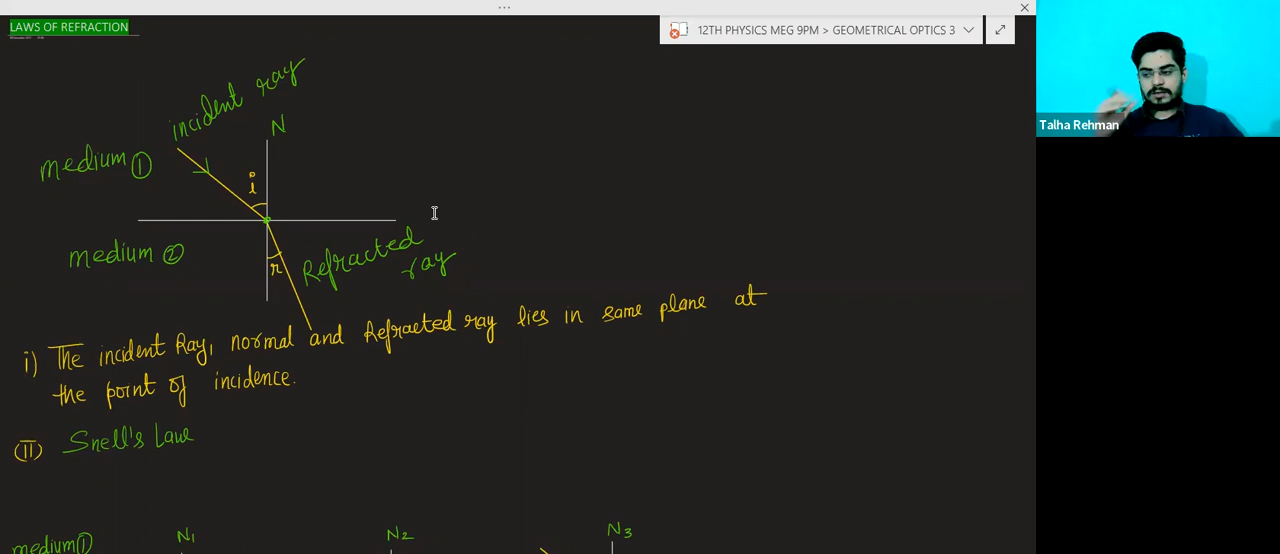 LAWS OF REFRACTION
12TH PHYSICS MEG 9PM > GEOMETRICAL OPTICS 3
Talha Rehman
incident ray
N
medium ①
i
medium ②
r
Refracted
ray
i) The incident Ray, normal and Refracted ray lies in same plane at
the point of incidence.
(II) Snell's Law
medium ①
N1
N2
N3